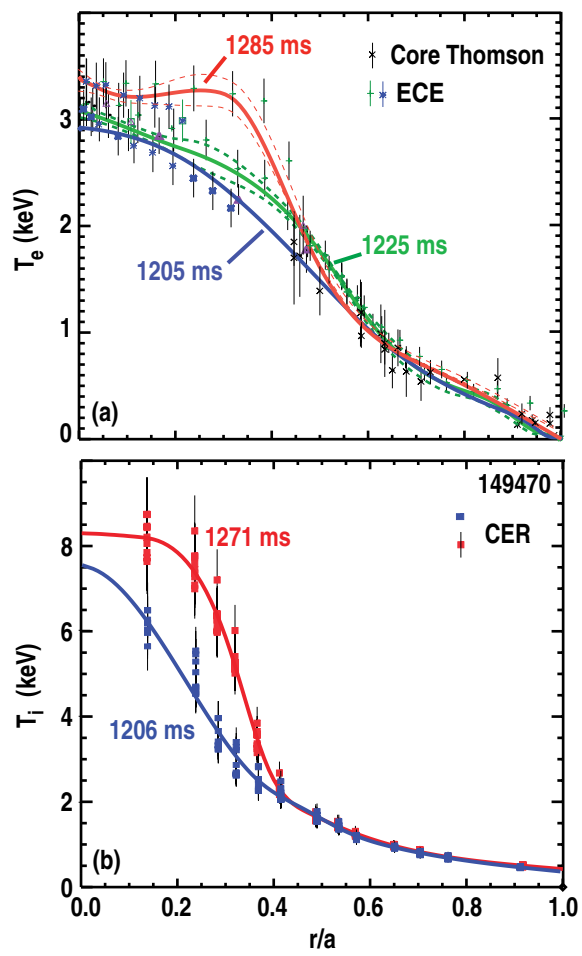 4
1285 ms
Core Thomson
ECE
3
2
1225 ms
1205 ms
1
(a)
0
T_e (keV)
10
149470
CER
1271 ms
8
6
4
1206 ms
2
(b)
0
T_i (keV)
0.0 0.2 0.4 0.6 0.8 1.0
r/a